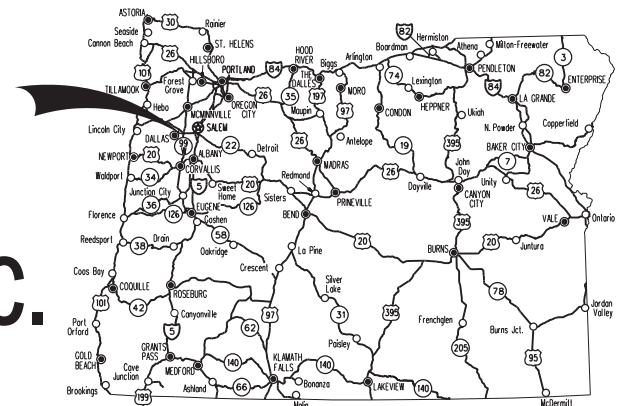 ASTORIA
30
Rainier
Seaside
Cannon Beach
26
ST. HELENS
HILLSBORO
101
Forest
Grove
PORTLAND
TILLAMOOK
OREGON
CITY
84
HOOD
RIVER
THE
DALLES
Biggs
35
197
26
MORO
97
Maupin
Arlington
Boardman
82
Hermiston
Athena
Milton-Freewater
PENDLETON
3
82
ENTERPRISE
84
LA GRANDE
74
Lexington
HEPPNER
CONDON
Ukiah
N. Powder
Copperfield
BAKER CITY
Hebo
MCMINNVILLE
SALEM
Lincoln City
DALLAS
99
22
Detroit
ALBANY
NEWPORT
20
CORVALLIS
Waldport
34
Junction City
5
Sweet
Home
20
36
126
126
EUGENE
Goshen
Florence
Antelope
26
MADRAS
Redmond
Sisters
PRINEVILLE
BEND
19
395
26
Dayville
John
Day
CANYON
CITY
7
Unity
26
395
VALE
Ontario
Reedsport
38
Drain
58
Oakridge
Crescent
La Pine
20
BURNS
20
Juntura
Coos Bay
COQUILLE
101
42
ROSEBURG
Canyonville
Silver
Lake
97
31
395
78
Jordan
Valley
Port
Orford
5
62
Paisley
Frenchglen
Burns Jct.
C.
GOLD
BEACH
GRANTS
PASS
Cave
Junction
MEDFORD
140
Ashland
66
KLAMATH
FALLS
140
Bonanza
LAKEVIEW
140
205
95
Brookings
199
Malin
McDermitt